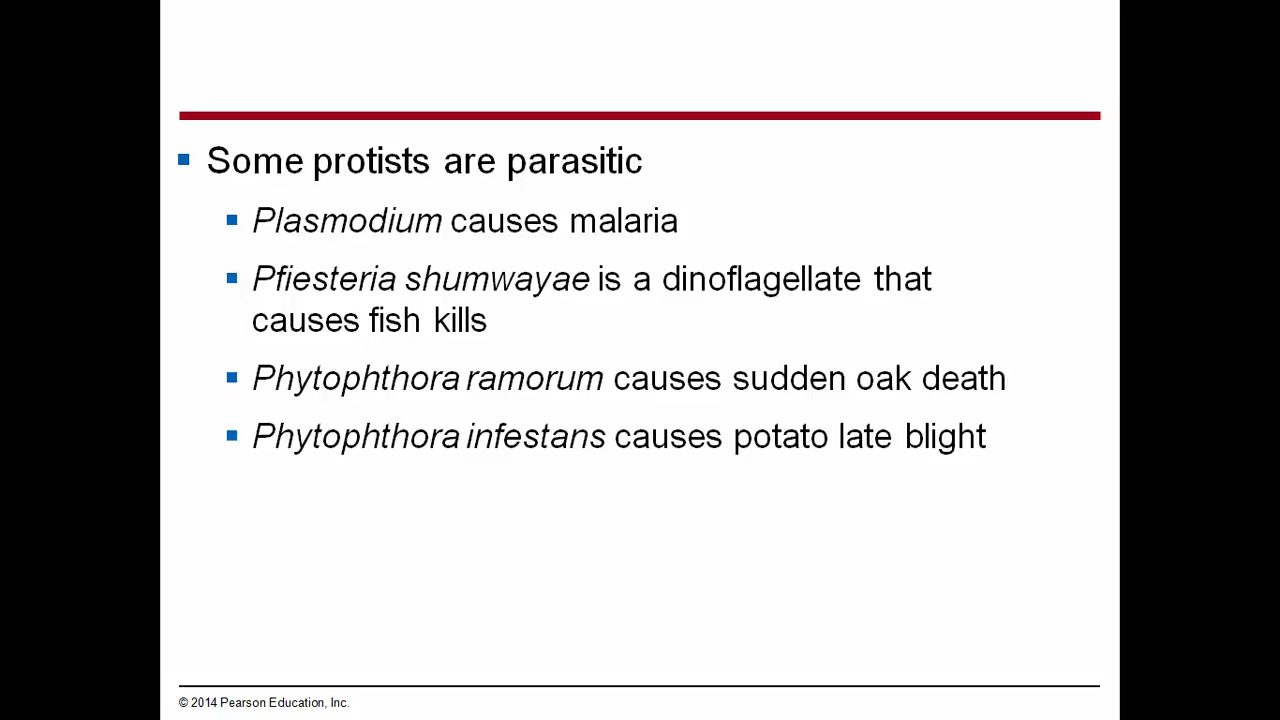 Some protists are parasitic
Plasmodium causes malaria
Pfiesteria shumwayae is a dinoflagellate that
causes fish kills
Phytophthora ramorum causes sudden oak death
Phytophthora infestans causes potato late blight
© 2014 Pearson Education, Inc.